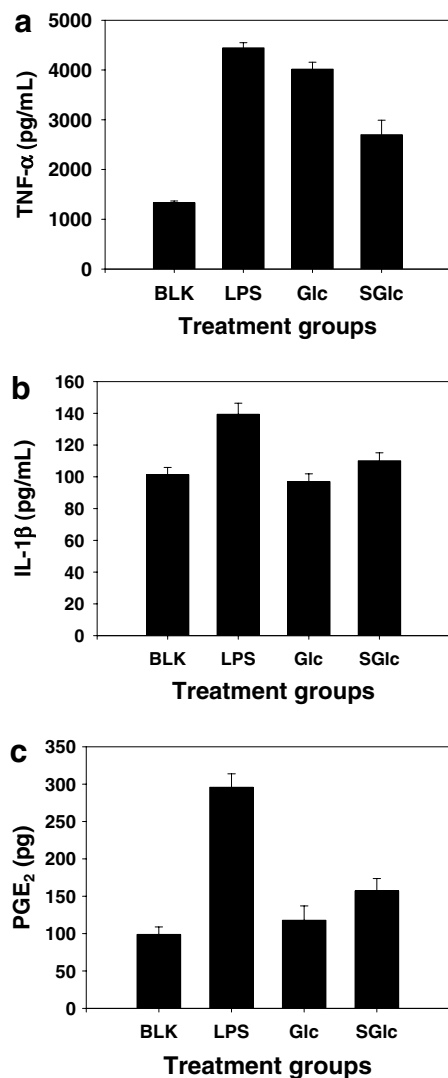 a
TNF-α (pg/mL)
5000
4000
3000
2000
1000
0
BLK LPS Glc SGlc
Treatment groups
b
IL-1β (pg/mL)
160
140
120
100
80
60
40
20
0
BLK LPS Glc SGlc
Treatment groups
c
PGE₂ (pg)
350
300
250
200
150
100
50
0
BLK LPS Glc SGlc
Treatment groups